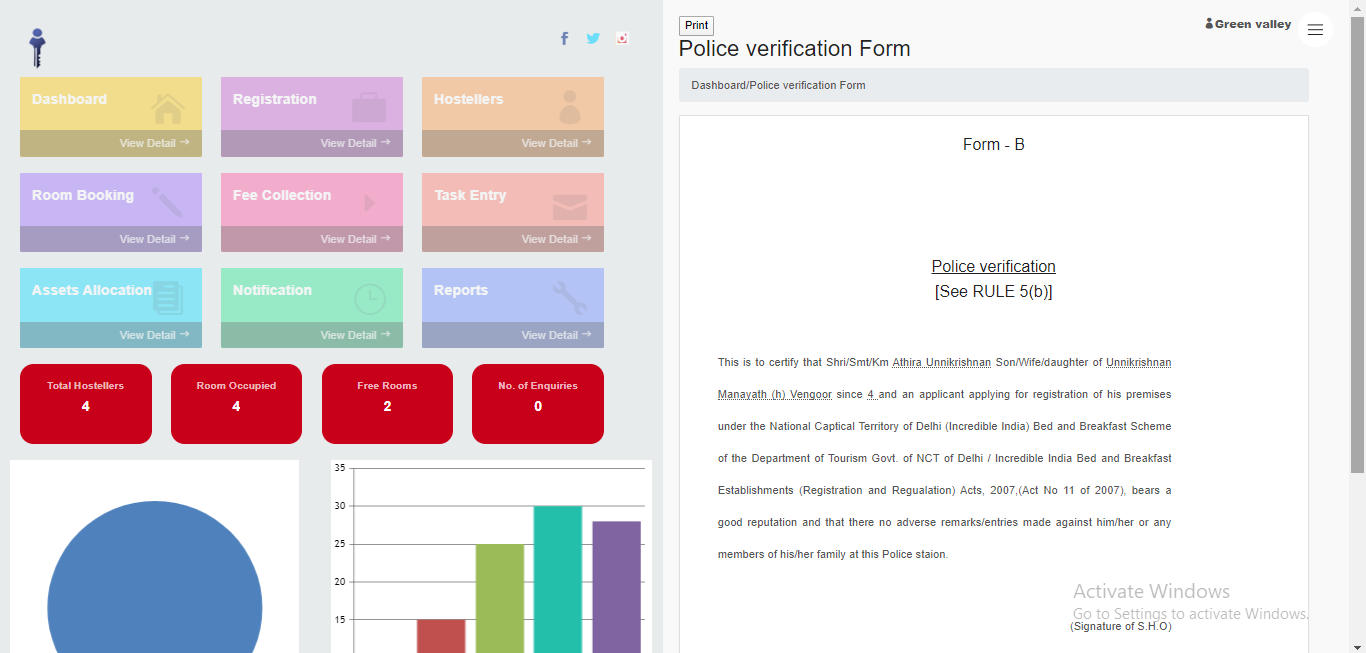 Dashboard
View Detail →
Registration
View Detail →
Hostellers
View Detail →
Room Booking
View Detail →
Fee Collection
View Detail →
Task Entry
View Detail →
Assets Allocation
View Detail →
Notification
View Detail →
Reports
View Detail →
Total Hostellers
4
Room Occupied
4
Free Rooms
2
No. of Enquiries
0
35
30
25
20
15
Print
Green valley
Police verification Form
Dashboard/Police verification Form
Form - B
Police verification
[See RULE 5(b)]
This is to certify that Shri/Smt/Km Athira Unnikrishnan Son/Wife/daughter of Unnikrishnan
Manayath (h) Vengoor since 4 and an applicant applying for registration of his premises
under the National Captical Territory of Delhi (Incredible India) Bed and Breakfast Scheme
of the Department of Tourism Govt. of NCT of Delhi / Incredible India Bed and Breakfast
Establishments (Registration and Regualation) Acts, 2007,(Act No 11 of 2007), bears a
good reputation and that there no adverse remarks/entries made against him/her or any
members of his/her family at this Police staion.
Activate Windows
Go to Settings to activate Windows.
(Signature of S.H.O)